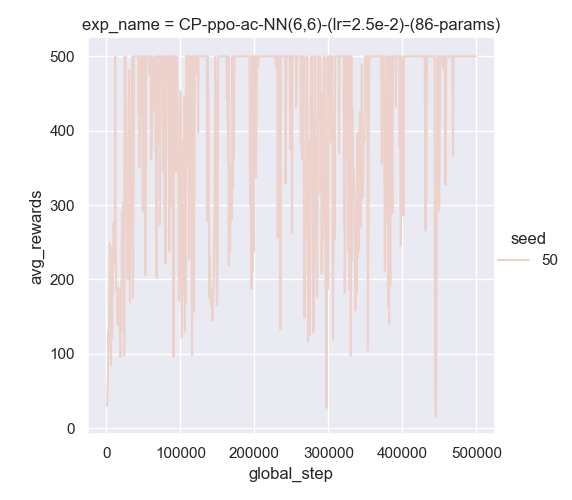 exp_name = CP-ppo-ac-NN(6,6)-(lr=2.5e-2)-(86-params)
500
400
300
200
100
0
avg_rewards
0 100000 200000 300000 400000 500000
global_step
seed
50